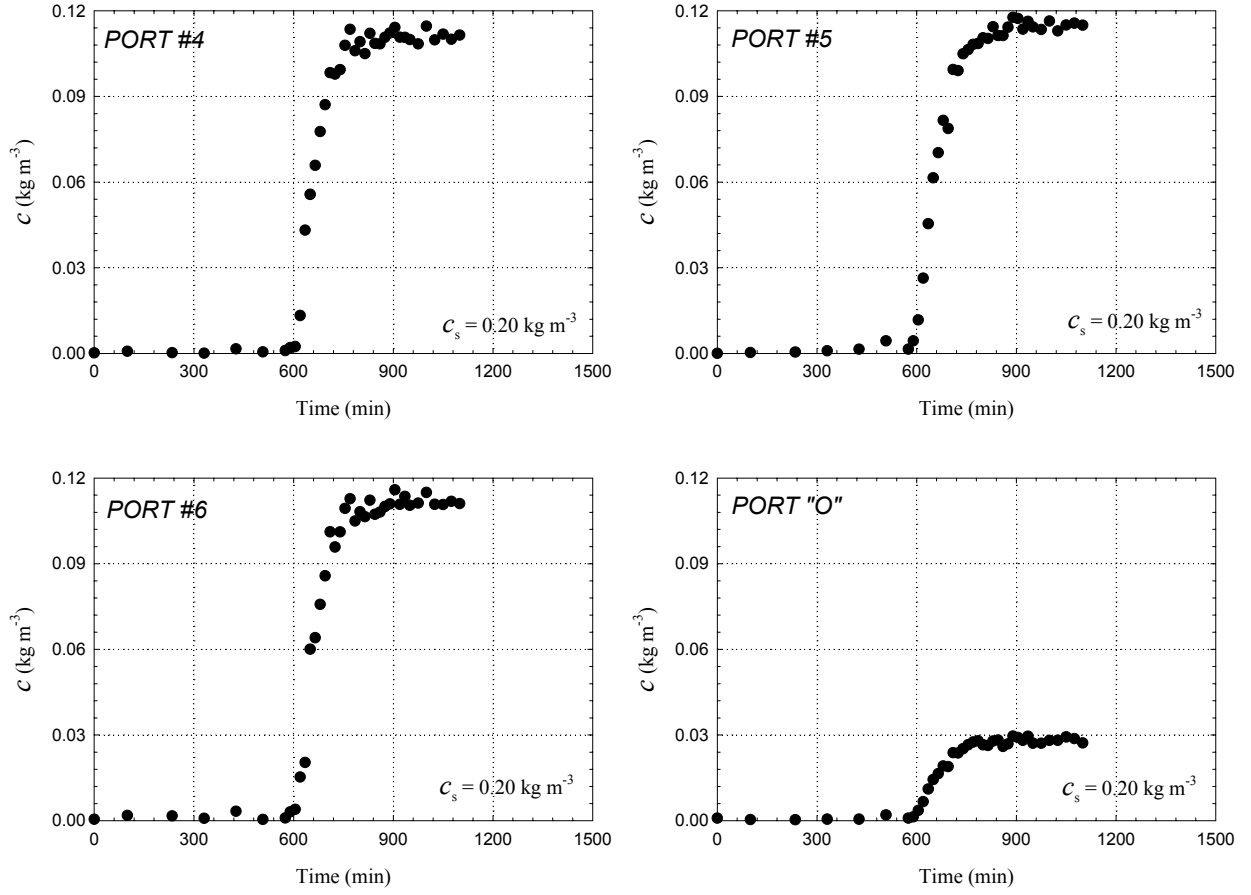 PORT #4
0.12
0.09
0.06
0.03
0.00
c (kg m⁻³)
cₛ = 0.20 kg m⁻³
0 300 600 900 1200 1500
Time (min)
PORT #5
0.12
0.09
0.06
0.03
0.00
c (kg m⁻³)
cₛ = 0.20 kg m⁻³
0 300 600 900 1200 1500
Time (min)
PORT #6
0.12
0.09
0.06
0.03
0.00
c (kg m⁻³)
cₛ = 0.20 kg m⁻³
0 300 600 900 1200 1500
Time (min)
PORT "O"
0.12
0.09
0.06
0.03
0.00
c (kg m⁻³)
cₛ = 0.20 kg m⁻³
0 300 600 900 1200 1500
Time (min)